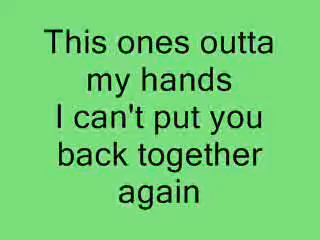 This ones outta
my hands
I can't put you
back together
again